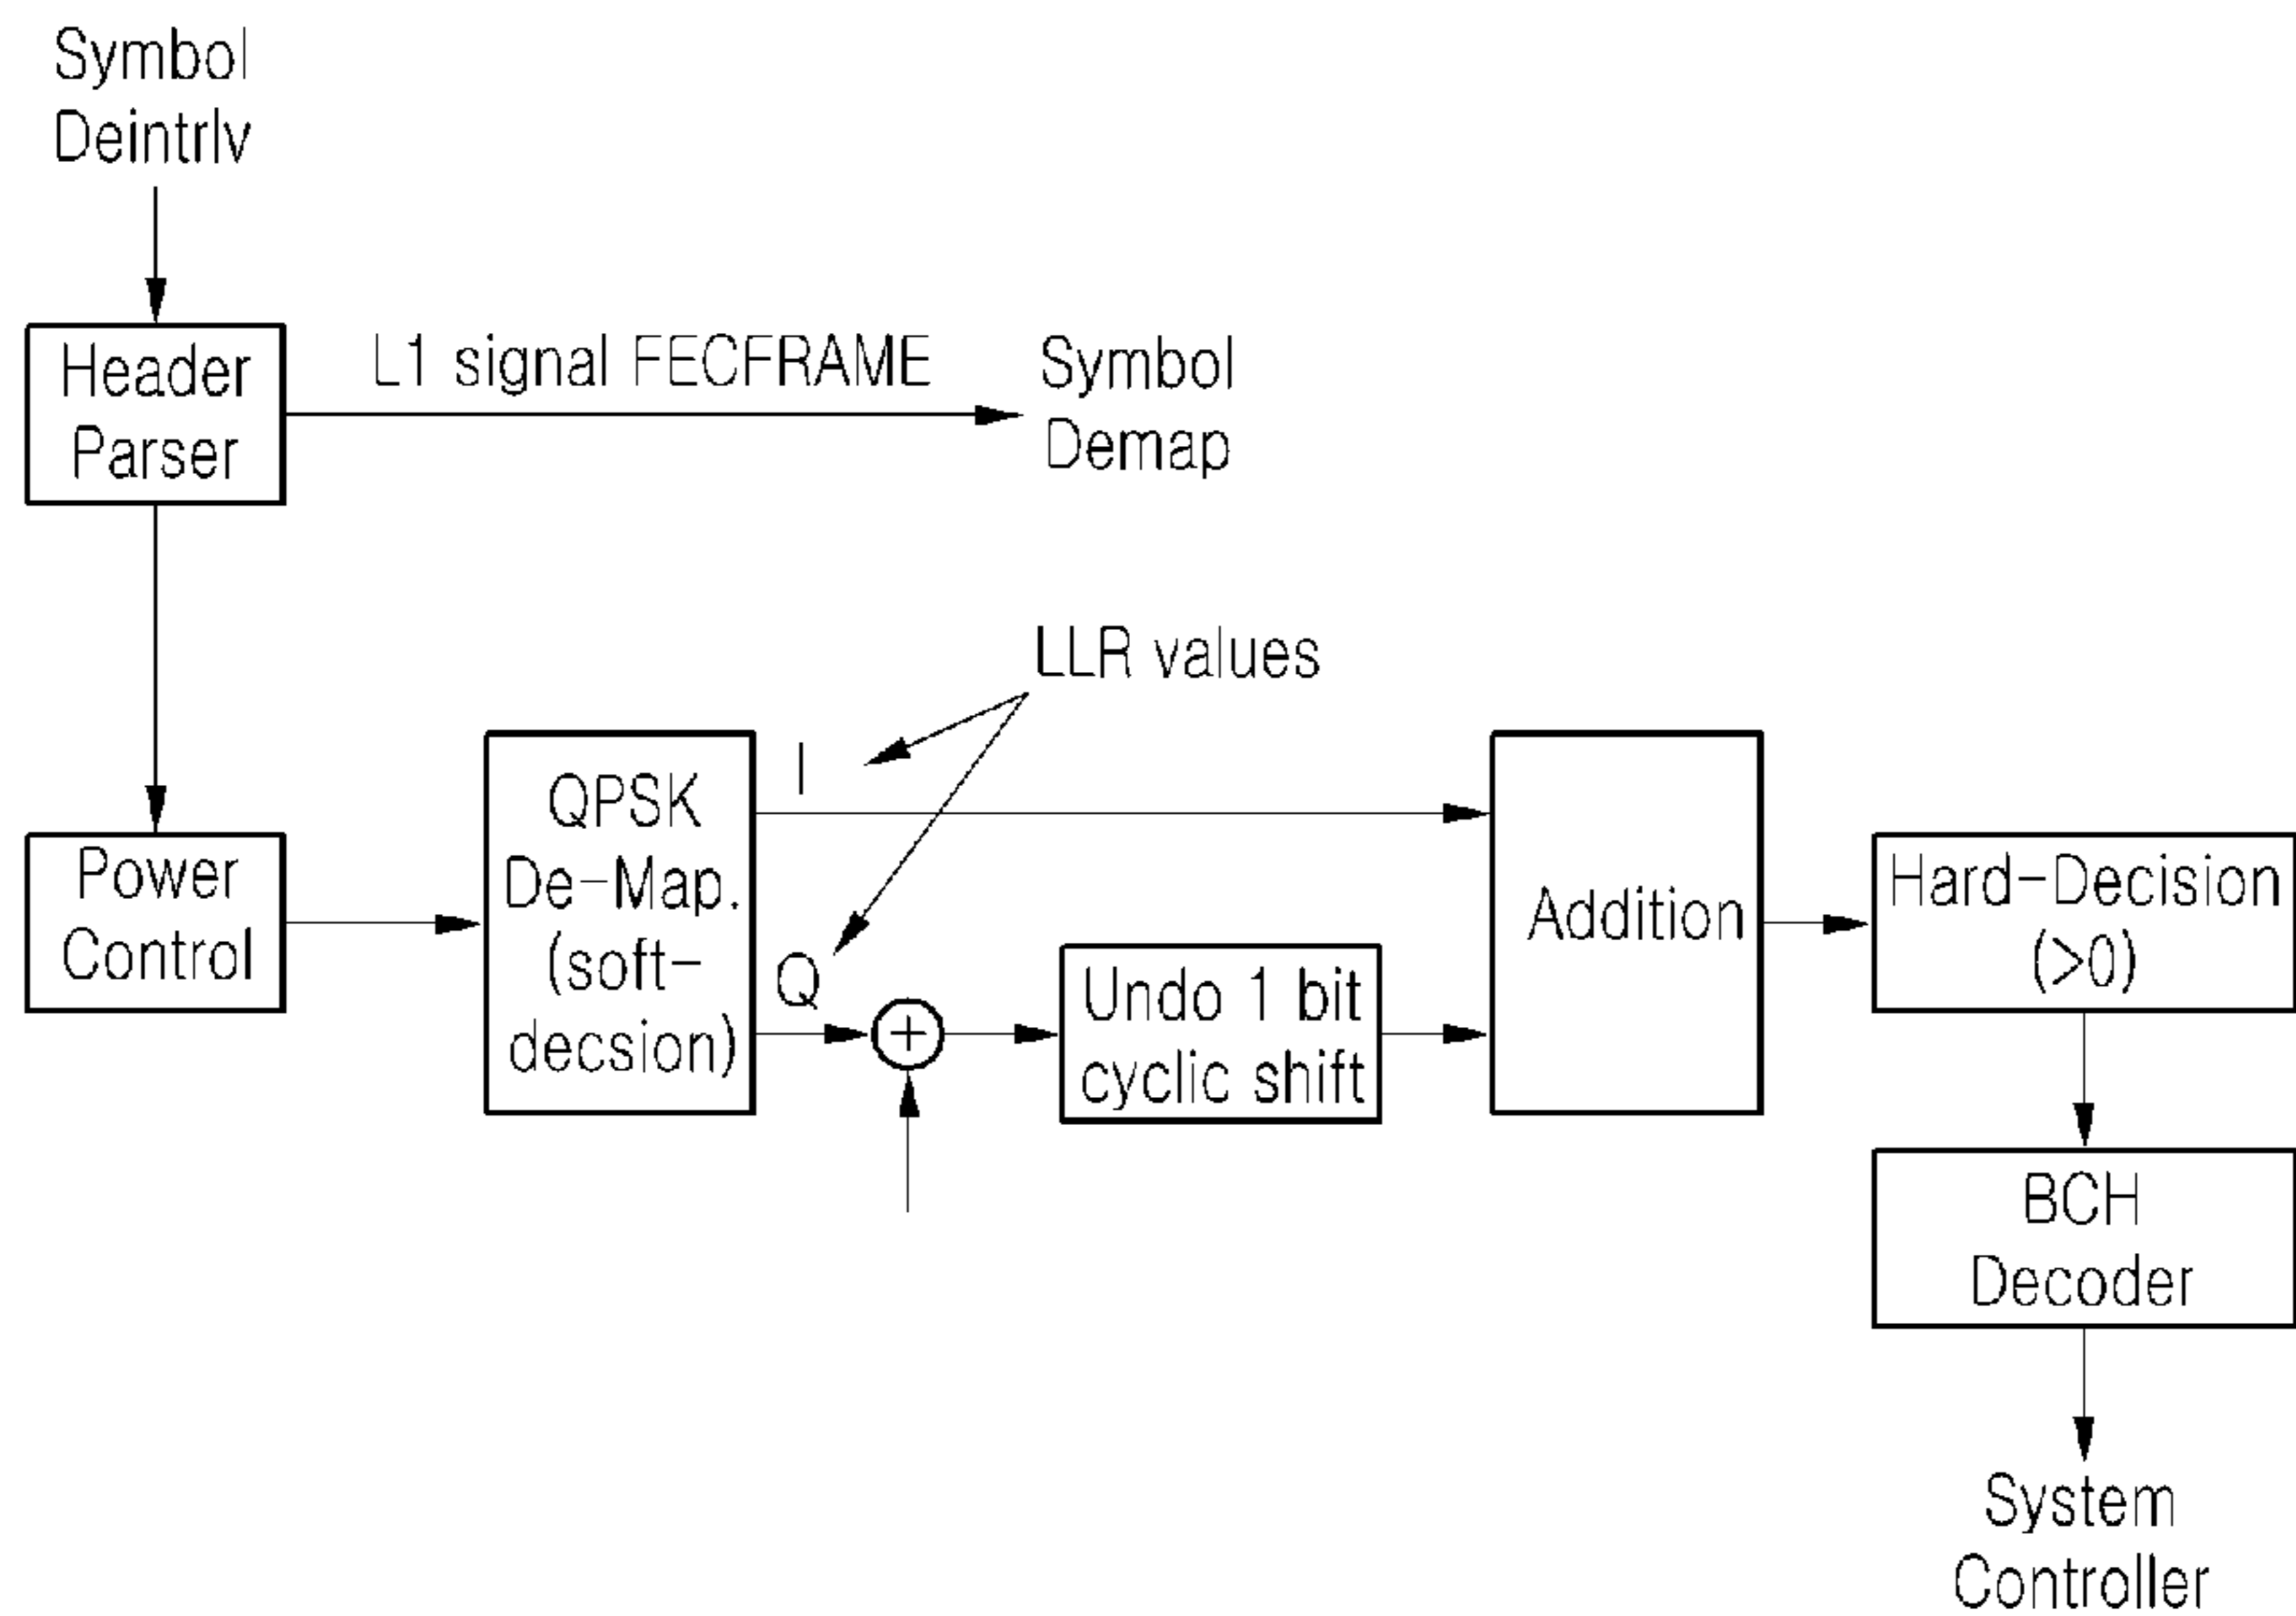 Symbol
Deintrlv
Header
Parser
L1 signal FECFRAME
Symbol
Demap
LLR values
Power
Control
QPSK
De-Map.
(soft-
decsion)
I
Q
Undo 1 bit
cyclic shift
Addition
Hard-Decision
(>0)
BCH
Decoder
System
Controller